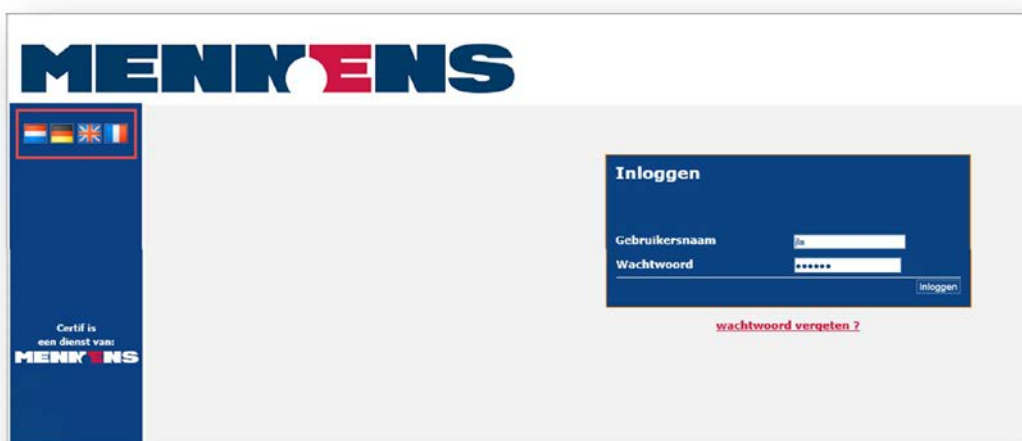 MENNENS
Inloggen
Gebruikersnaam
Wachtwoord ••••••
Inloggen
wachtwoord vergeten ?
Certif is
een dienst van:
MENNENS